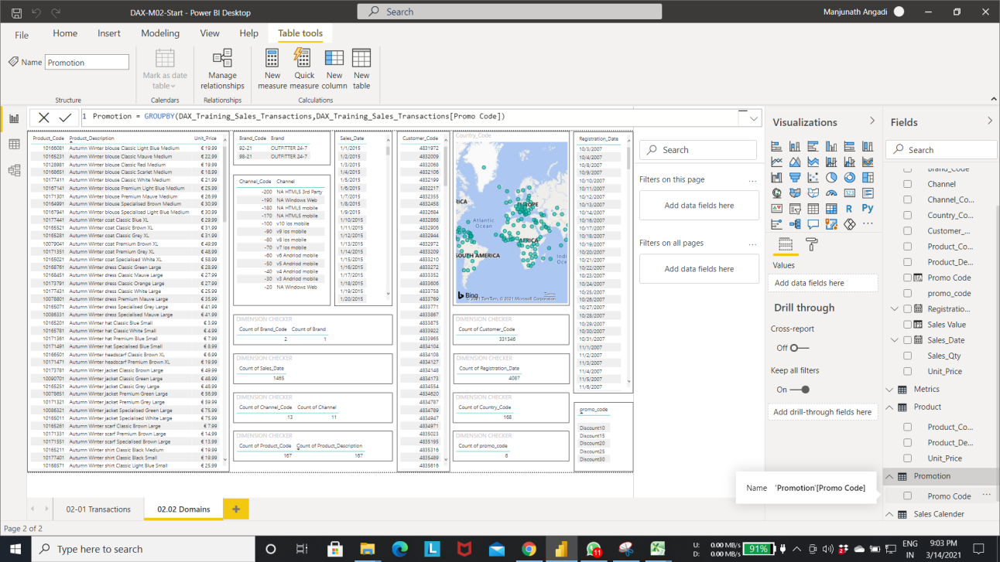 DAX-M02-Start - Power BI Desktop
Search
Manjunath Angadi
File Home Insert Modeling View Help Table tools
Name Promotion
Mark as date table
Manage relationships
New measure Quick measure New column New table
Structure Calendars Relationships Calculations
1 Promotion = GROUPBY(DAX_Training_Sales_Transactions,DAX_Training_Sales_Transactions[Promo Code])
Product_Code Product_Description Unit_Price
10166081 Autumn Winter blouse Classic Light Blue Medium € 19.99
10165231 Autumn Winter blouse Classic Mauve Medium € 22.99
10128981 Autumn Winter blouse Classic Red Medium € 19.99
10168651 Autumn Winter blouse Classic Scarlet Medium € 18.99
10177411 Autumn Winter blouse Classic White Medium € 21.99
10167141 Autumn Winter blouse Premium Light Blue Medium € 25.99
10171301 Autumn Winter blouse Premium Mauve Medium € 26.99
10164991 Autumn Winter blouse Specialised Brown Medium € 30.99
10167941 Autumn Winter blouse Specialised Light Blue Medium € 30.99
10177441 Autumn Winter coat Classic Blue XL € 29.99
10165521 Autumn Winter coat Classic Brown XL € 31.99
10165281 Autumn Winter coat Classic Grey XL € 31.99
10079041 Autumn Winter coat Premium Brown XL € 49.99
10171351 Autumn Winter coat Premium Grey XL € 48.99
10165021 Autumn Winter coat Specialised White XL € 58.99
10168761 Autumn Winter dress Classic Green Large € 28.99
10168451 Autumn Winter dress Classic Mauve Large € 27.99
10173791 Autumn Winter dress Classic Orange Large € 27.99
10177431 Autumn Winter dress Classic White Large € 25.99
10078801 Autumn Winter dress Premium Mauve Large € 35.99
10165071 Autumn Winter dress Specialised Grey Large € 41.99
10086331 Autumn Winter dress Specialised Mauve Large € 41.99
10165201 Autumn Winter hat Classic Blue Small € 3.99
10165781 Autumn Winter hat Classic White Small € 4.99
10171361 Autumn Winter hat Premium Blue Small € 7.99
10171491 Autumn Winter hat Specialised Blue Small € 8.99
10166501 Autumn Winter headscarf Classic Brown XL € 6.99
10171471 Autumn Winter headscarf Premium Brown XL € 19.99
10173781 Autumn Winter jacket Classic Brown Large € 49.99
10090701 Autumn Winter jacket Classic Green Large € 48.99
10165251 Autumn Winter jacket Classic Grey Large € 48.99
10078651 Autumn Winter jacket Premium Green Large € 56.99
10171321 Autumn Winter jacket Premium Grey Large € 59.99
10086321 Autumn Winter jacket Specialised Green Large € 75.99
10165011 Autumn Winter jacket Specialised White Large € 75.99
10165261 Autumn Winter scarf Classic Brown Large € 7.99
10171331 Autumn Winter scarf Premium Brown Large € 14.99
10171551 Autumn Winter scarf Specialised Brown Large € 13.99
10165211 Autumn Winter shirt Classic Black Medium € 19.99
10177401 Autumn Winter shirt Classic Black Small € 19.99
10168571 Autumn Winter shirt Classic Light Blue Small € 25.99
Brand_Code Brand
92-21 OUTFITTER 24-7
98-21 OUTFITTER 24-7
Channel_Code Channel
-200 NA HTML5 3rd Party
-190 NA Windows Web
-180 NA HTML5 mobile
-170 NA HTML5 mobile
-100 v10 ios mobile
-90 v9 ios mobile
-80 v8 ios mobile
-70 v7 ios mobile
-60 v6 Andriod mobile
-50 v5 Andriod mobile
-40 v4 Andriod mobile
-30 v3 Andriod mobile
-20 NA Windows Web
Sales_Date
1/1/2015
1/2/2015
1/3/2015
1/4/2015
1/5/2015
1/6/2015
1/7/2015
1/8/2015
1/9/2015
1/10/2015
1/11/2015
1/12/2015
1/13/2015
1/14/2015
1/15/2015
1/16/2015
1/17/2015
1/18/2015
1/19/2015
1/20/2015
DIMENSION CHECKER
Count of Brand_Code Count of Brand
2 1
DIMENSION CHECKER
Count of Sales_Date
1465
DIMENSION CHECKER
Count of Channel_Code Count of Channel
13 11
DIMENSION CHECKER
Count of Product_Code Count of Product_Description
167 167
Customer_Code
4831972
4832009
4832068
4832106
4832199
4832217
4832355
4832458
4832684
4832868
4832906
4832944
4832972
4833209
4833210
4833272
4833352
4833606
4833758
4833769
4833771
4833867
4833875
4833922
4833965
4834104
4834108
4834127
4834148
4834173
4834554
4834620
4834787
4834789
4834947
4834971
4835023
4835195
4835316
4835489
4835616
Country_Code
RICA
EUROPE
Atlantic
Ocean
AFRICA
SOUTH AMERICA
Indi
Oce
Bing
© 2021 TomTom, © 2021 Microsoft Corporation
Terms
DIMENSION CHECKER
Count of Customer_Code
331346
DIMENSION CHECKER
Count of Registration_Date
4087
DIMENSION CHECKER
Count of Country_Code
168
DIMENSION CHECKER
Count of promo_code
6
Registration_Date
10/3/2007
10/4/2007
10/8/2007
10/9/2007
10/10/2007
10/11/2007
10/12/2007
10/13/2007
10/14/2007
10/15/2007
10/16/2007
10/17/2007
10/18/2007
10/19/2007
10/20/2007
10/21/2007
10/22/2007
10/23/2007
10/24/2007
10/25/2007
10/26/2007
10/27/2007
10/28/2007
10/29/2007
10/30/2007
10/31/2007
11/1/2007
11/2/2007
11/3/2007
11/4/2007
11/5/2007
11/6/2007
promo_code
Discount10
Discount15
Discount20
Discount25
Discount30
Search
Filters on this page ...
Add data fields here
Filters on all pages ...
Add data fields here
Visualizations
R Py
...
Values
Add data fields here
Drill through
Cross-report
Off
Keep all filters
On
Add drill-through fields here
Fields
Search
Brand_Code
Channel
Channel_Co...
Country_Co...
Customer_...
Product_Co...
Product_De...
Promo Code
promo_code
Registratio...
Sales Value
Sales_Date
Sales_Qty
Unit_Price
Metrics
Product
Product_Co...
Product_De...
Unit_Price
Promotion
Promo Code ...
Sales Calender
Name 'Promotion'[Promo Code]
02-01 Transactions 02.02 Domains +
Page 2 of 2
Type here to search
L
11
U: 0.00 MB/s
D: 0.00 MB/s
91%
ENG
IN
9:03 PM
3/14/2021